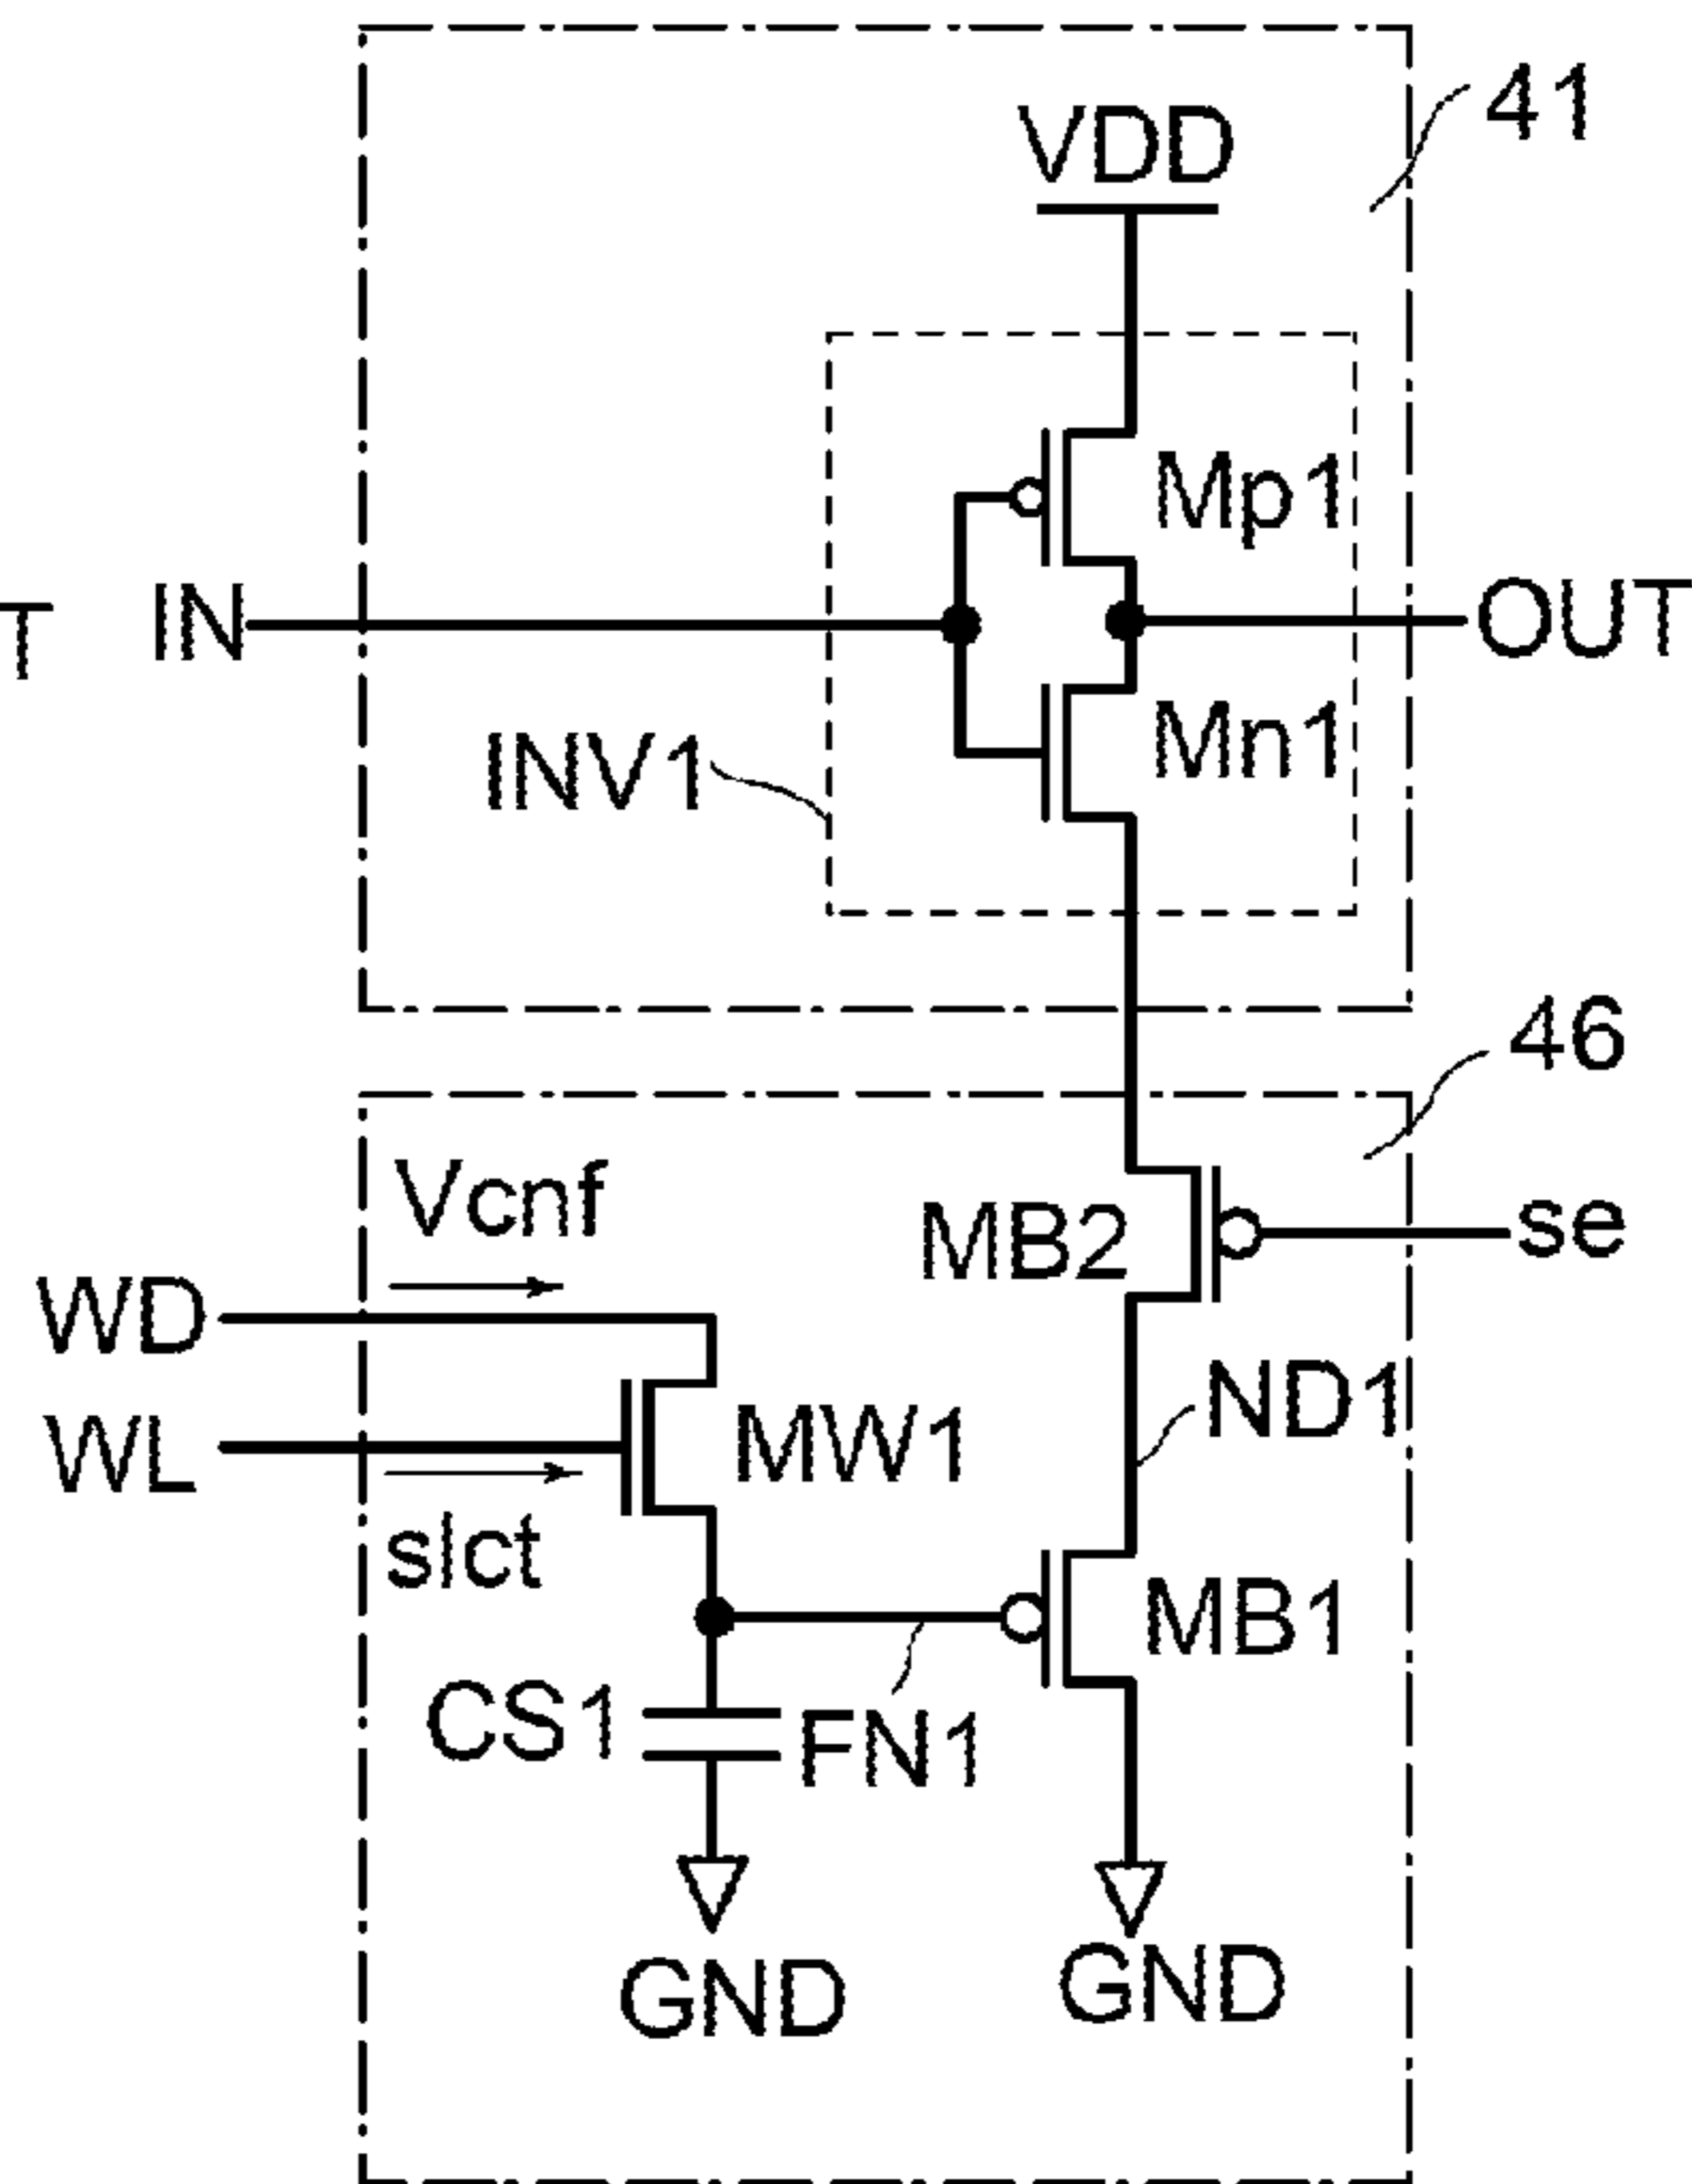 41
VDD
Mp1
T IN OUT
Mn1
INV1
46
Vcnf
MB2 se
WD
ND1
WL MW1
slct
MB1
CS1 FN1
GND GND